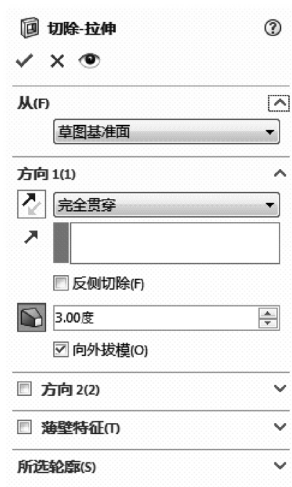 切除-拉伸
从(F)
草图基准面
方向 1(1)
完全贯穿
反侧切除(F)
3.00度
向外拔模(O)
方向 2(2)
薄壁特征(T)
所选轮廓(S)